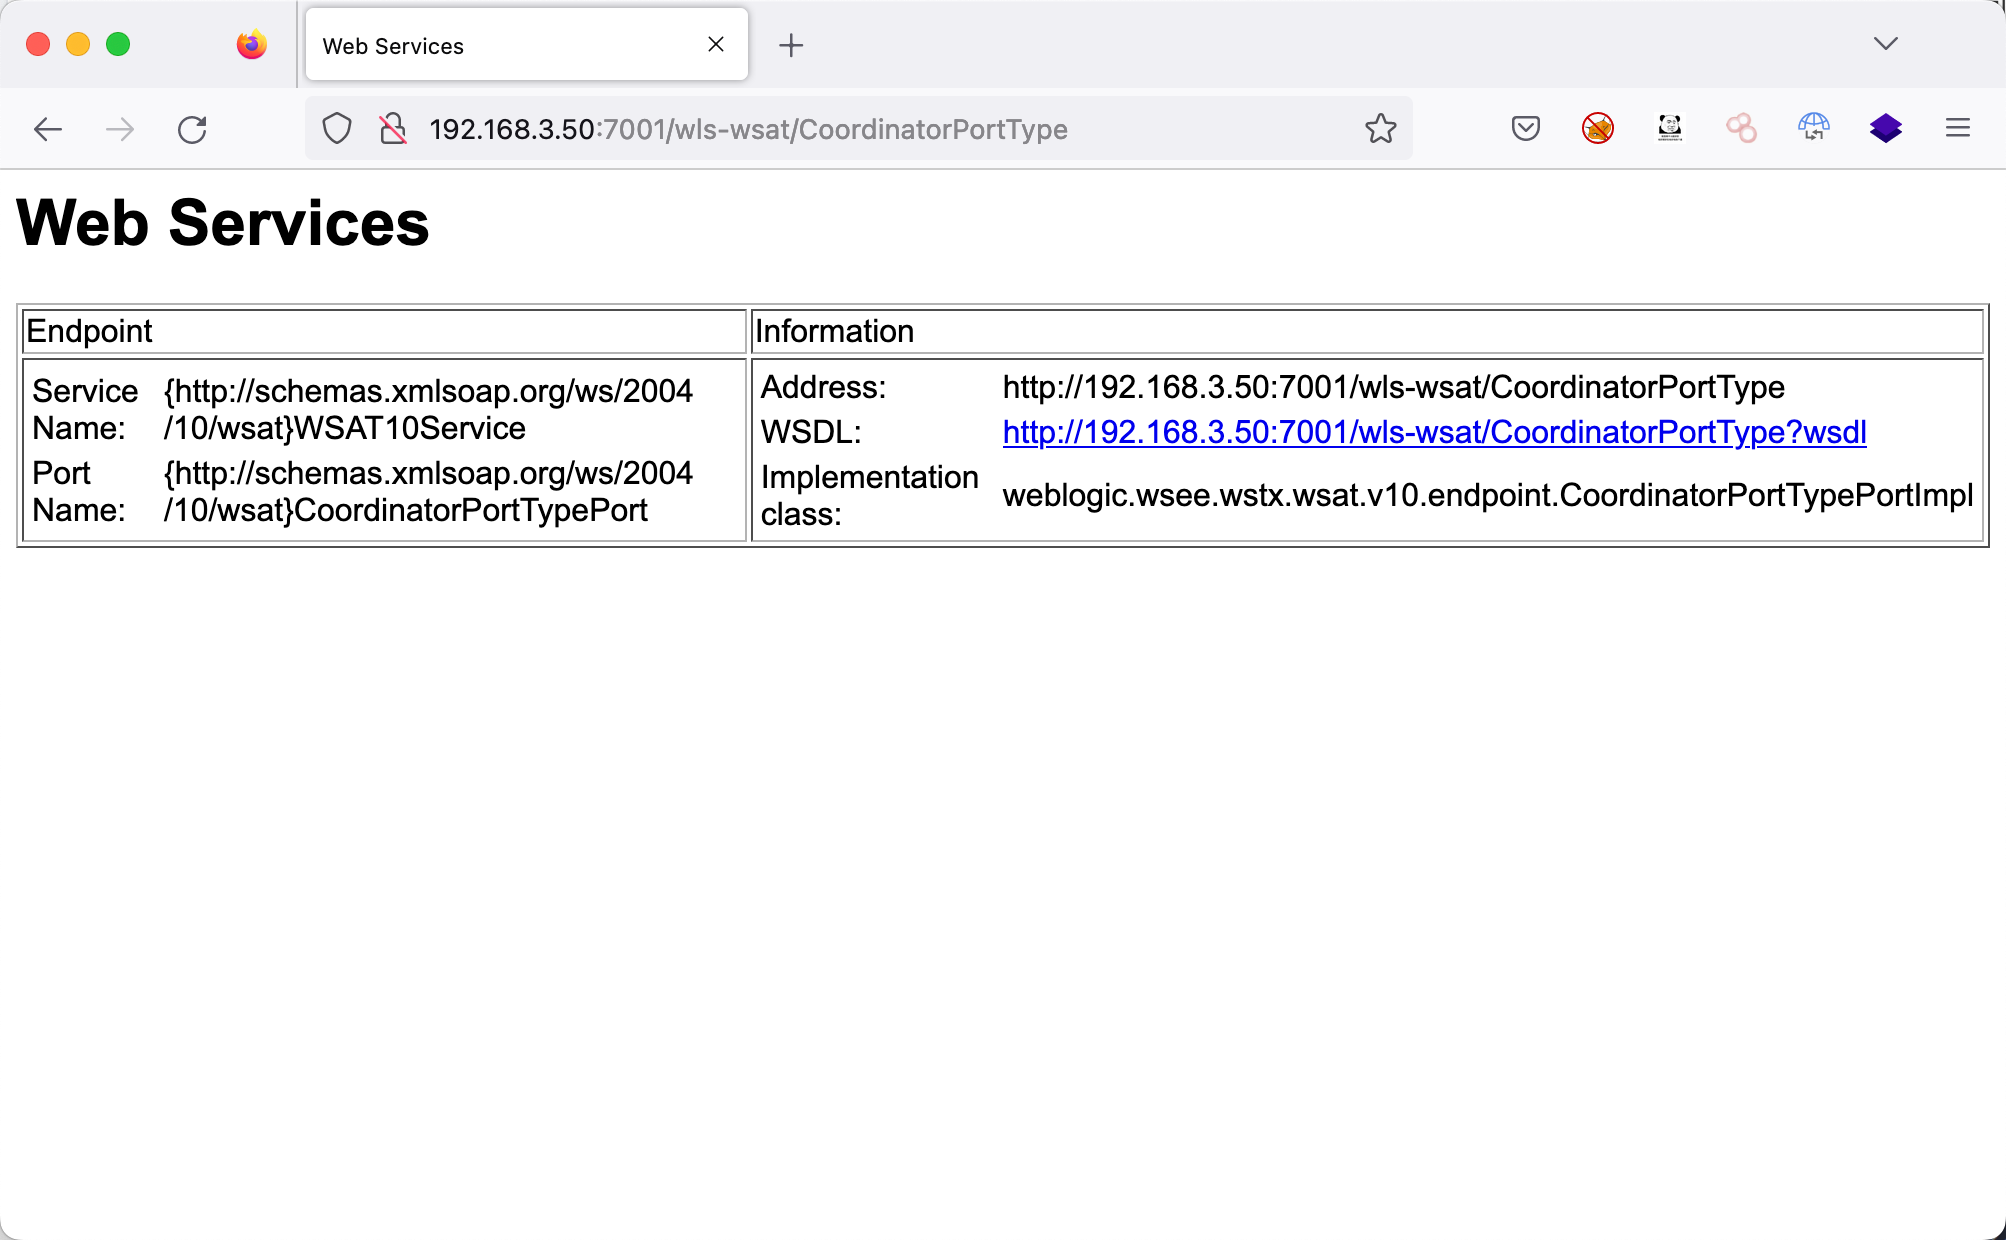 Web Services
192.168.3.50:7001/wls-wsat/CoordinatorPortType
Web Services
Endpoint
Information
Service
Name:
{http://schemas.xmlsoap.org/ws/2004
/10/wsat}WSAT10Service
Port
Name:
{http://schemas.xmlsoap.org/ws/2004
/10/wsat}CoordinatorPortTypePort
Address: http://192.168.3.50:7001/wls-wsat/CoordinatorPortType
WSDL: http://192.168.3.50:7001/wls-wsat/CoordinatorPortType?wsdl
Implementation
class:
weblogic.wsee.wstx.wsat.v10.endpoint.CoordinatorPortTypePortImpl